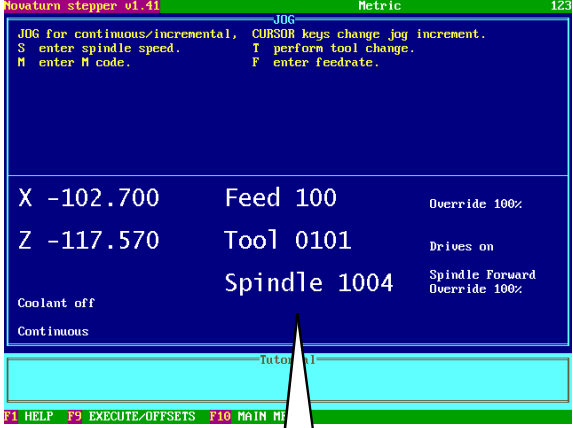 Novaturn stepper v1.41 Metric 123
JOG
JOG for continuous/incremental, CURSOR keys change jog increment.
S enter spindle speed. T perform tool change.
M enter M code. F enter feedrate.
X -102.700 Feed 100 Override 100%
Z -117.570 Tool 0101 Drives on
Spindle 1004 Spindle Forward
Override 100%
Coolant off
Continuous
F1 HELP F9 EXECUTE/OFFSETS F10 MAIN